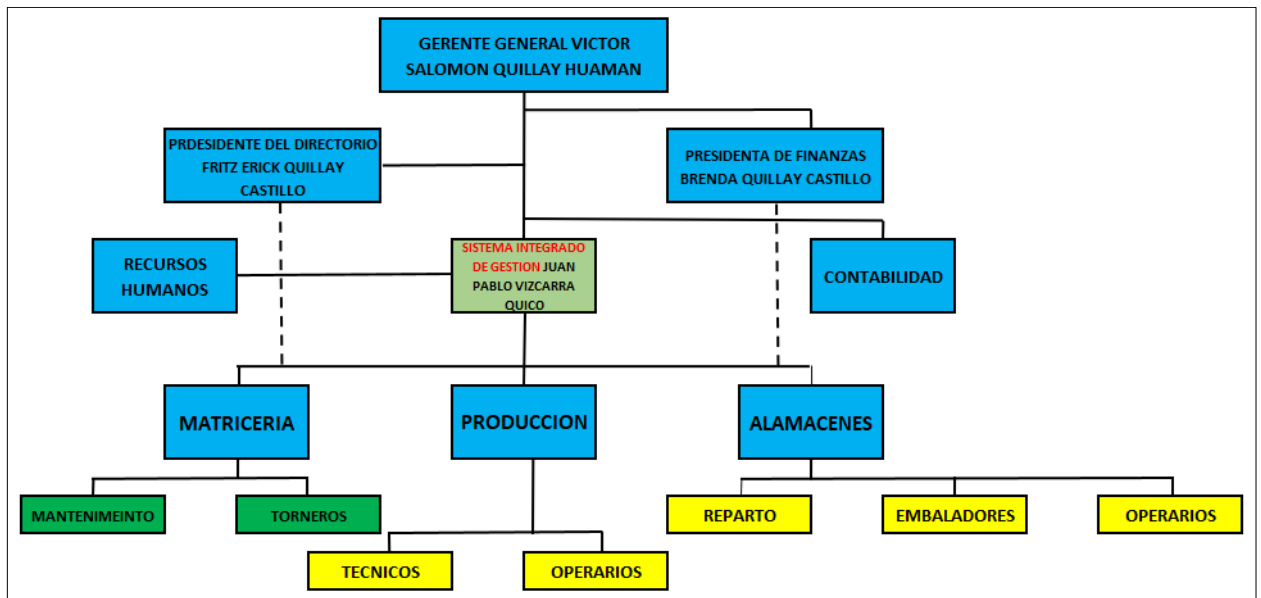 GERENTE GENERAL VICTOR
SALOMON QUILLAY HUAMAN
PRDESIDENTE DEL DIRECTORIO
FRITZ ERICK QUILLAY
CASTILLO
PRESIDENTA DE FINANZAS
BRENDA QUILLAY CASTILLO
RECURSOS
HUMANOS
SISTEMA INTEGRADO
DE GESTION JUAN
PABLO VIZCARRA
QUICO
CONTABILIDAD
MATRICERIA
PRODUCCION
ALAMACENES
MANTENIMEINTO
TORNEROS
REPARTO
EMBALADORES
OPERARIOS
TECNICOS
OPERARIOS